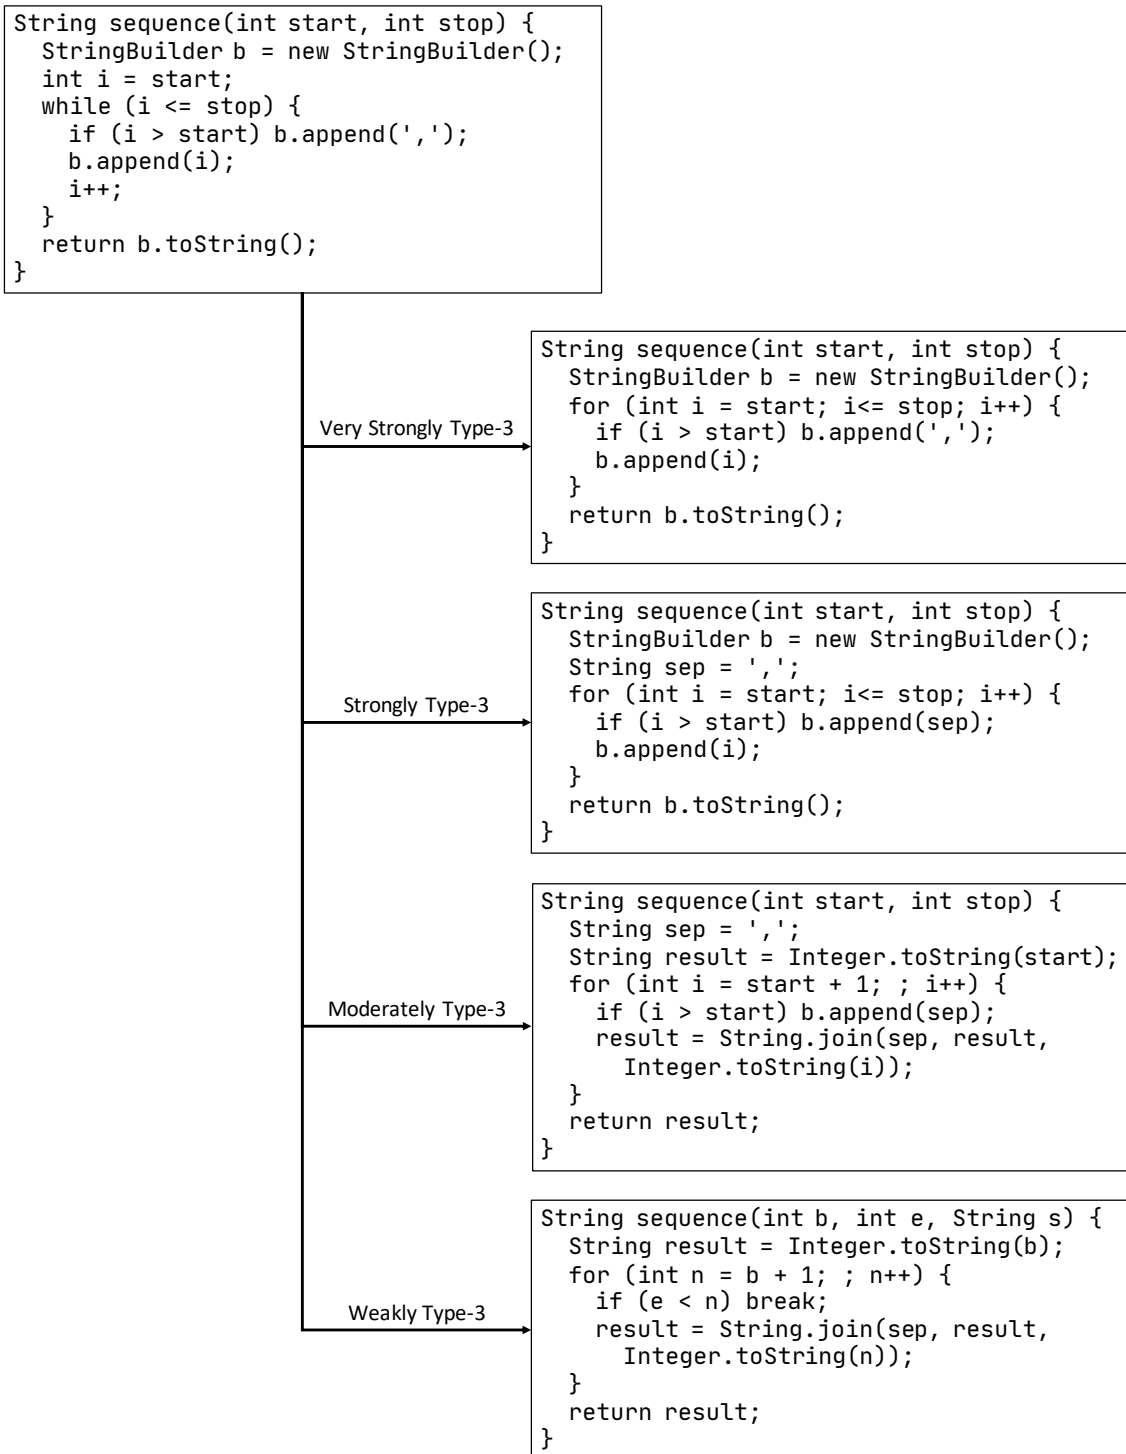 String sequence(int start, int stop) {
  StringBuilder b = new StringBuilder();
  int i = start;
  while (i <= stop) {
    if (i > start) b.append(',');
    b.append(i);
    i++;
  }
  return b.toString();
}
Very Strongly Type-3
String sequence(int start, int stop) {
  StringBuilder b = new StringBuilder();
  for (int i = start; i<= stop; i++) {
    if (i > start) b.append(',');
    b.append(i);
  }
  return b.toString();
}
Strongly Type-3
String sequence(int start, int stop) {
  StringBuilder b = new StringBuilder();
  String sep = ',';
  for (int i = start; i<= stop; i++) {
    if (i > start) b.append(sep);
    b.append(i);
  }
  return b.toString();
}
Moderately Type-3
String sequence(int start, int stop) {
  String sep = ',';
  String result = Integer.toString(start);
  for (int i = start + 1; ; i++) {
    if (i > start) b.append(sep);
    result = String.join(sep, result,
      Integer.toString(i));
  }
  return result;
}
Weakly Type-3
String sequence(int b, int e, String s) {
  String result = Integer.toString(b);
  for (int n = b + 1; ; n++) {
    if (e < n) break;
    result = String.join(sep, result,
      Integer.toString(n));
  }
  return result;
}